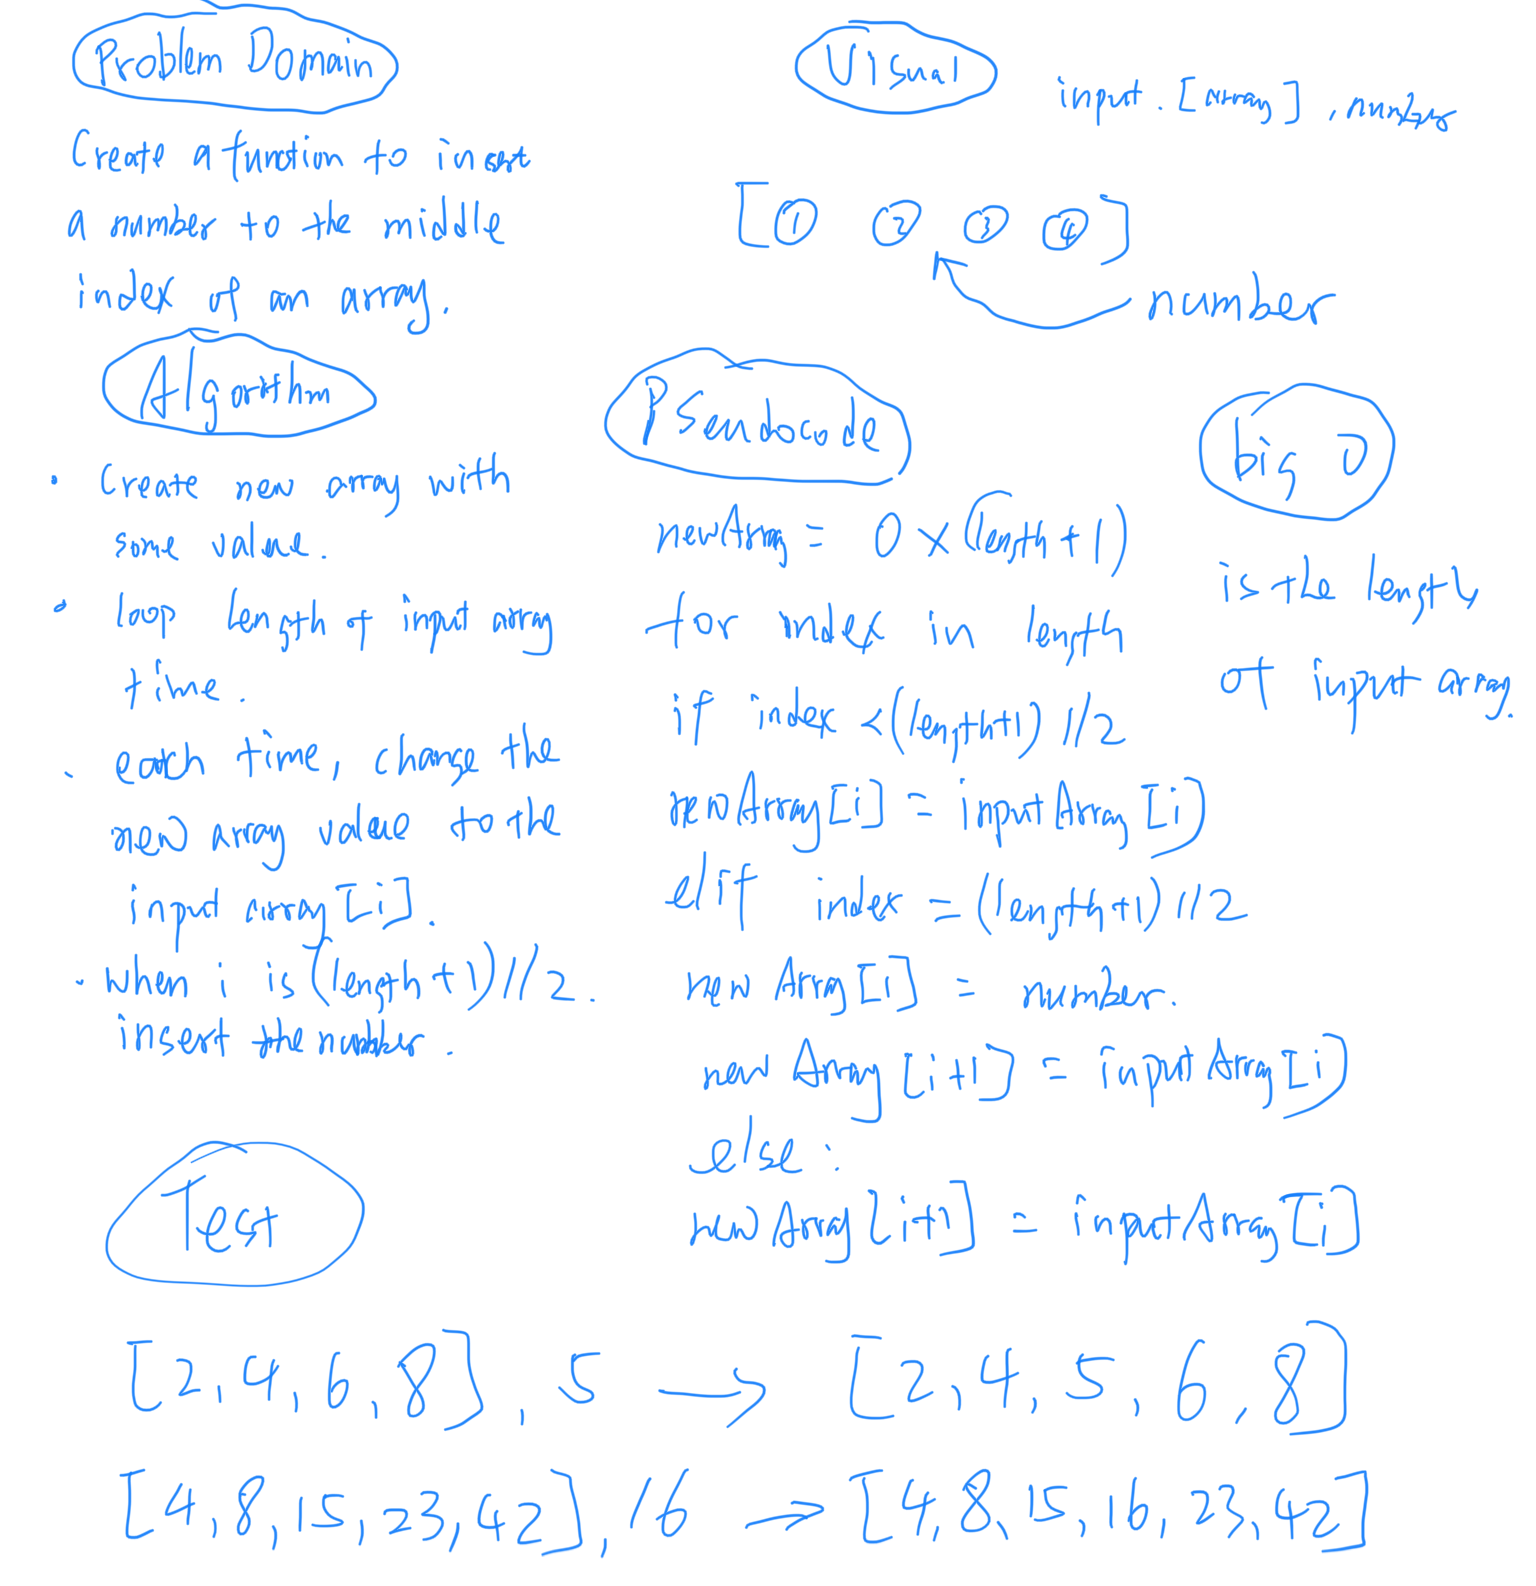 Problem Domain
Create a function to insert
a number to the middle
index of an array.
Visual
input. [array], number
[① ② ③ ④]
number
Algorithm
· Create new array with
some value.
· loop length of input array
time.
· each time, change the
new array value to the
input array[i].
· when i is (length+1)//2.
insert the number.
Pseudocode
newArray = 0 × (length+1)
for index in length
if index <(length+1)//2
newArray[i] = inputArray[i]
elif index = (length+1)//2
newArray[i] = number.
newArray[i+1] = inputArray[i]
else:
newArray[i+1] = inputArray[i]
big O
is the length
of input array.
Test
[2,4,6,8], 5 → [2,4,5,6,8]
[4,8,15,23,42], 16 → [4,8,15,16,23,42]